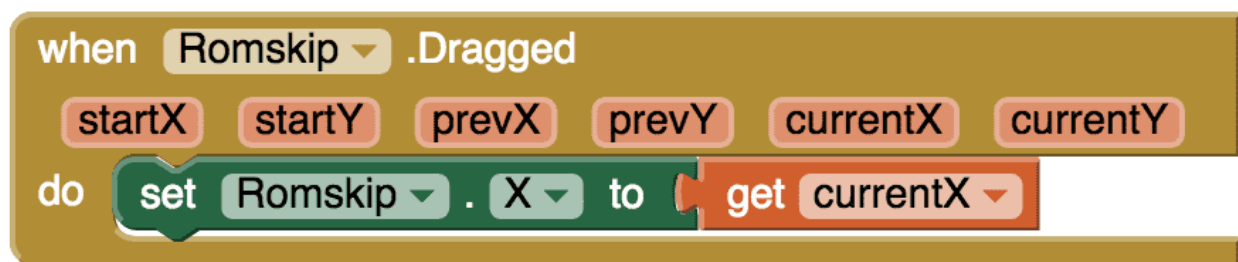 when Romskip .Dragged
startX startY prevX prevY currentX currentY
do set Romskip . X to get currentX